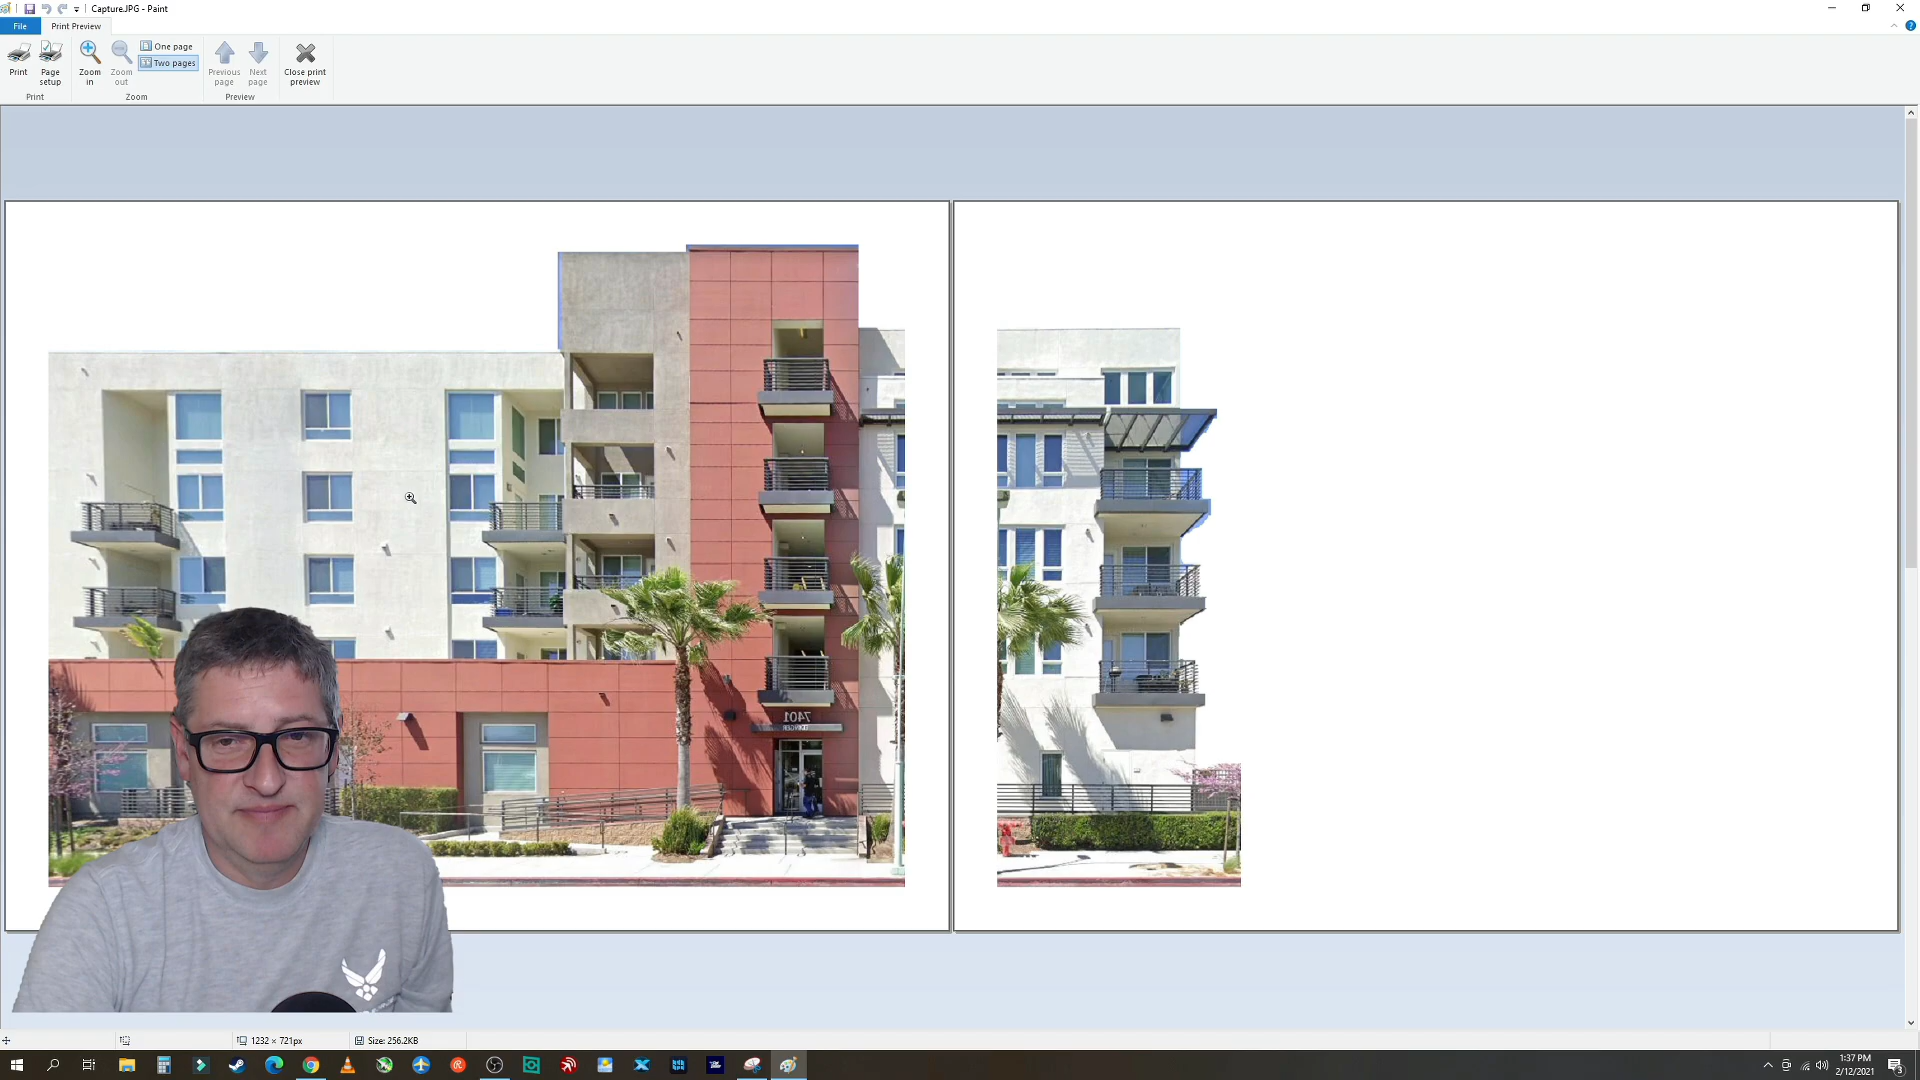 Capture.JPG - Paint
File
Print Preview
Print
Page setup
Zoom in
Zoom out
One page
Two pages
Previous page
Next page
Close print preview
Print
Zoom
Preview
7401
1232 × 721px
Size: 256.2KB
1:37 PM
2/12/2021
3